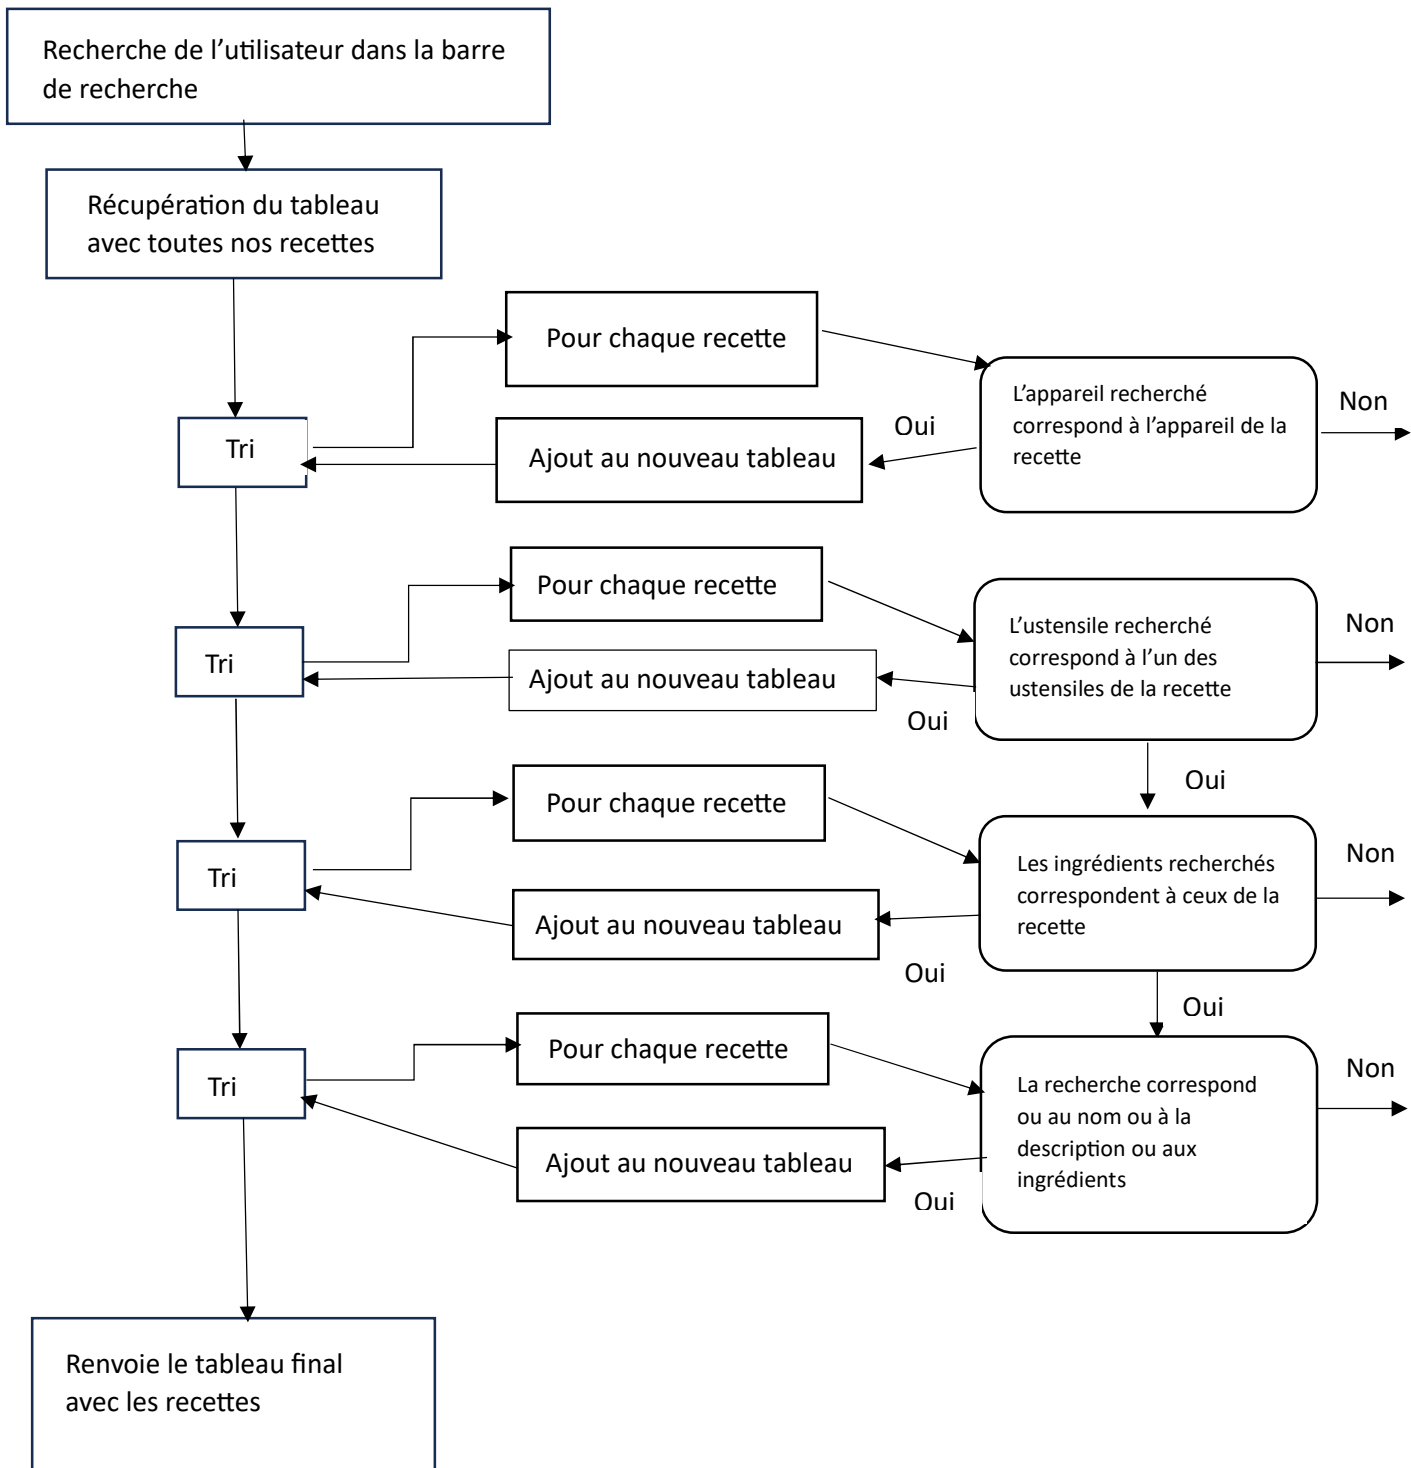 Recherche de l'utilisateur dans la barre
de recherche
Récupération du tableau
avec toutes nos recettes
Pour chaque recette
L'appareil recherché
correspond à l'appareil de la
recette
Non
Oui
Tri
Ajout au nouveau tableau
Pour chaque recette
L'ustensile recherché
correspond à l'un des
ustensiles de la recette
Non
Tri
Ajout au nouveau tableau
Oui
Oui
Pour chaque recette
Les ingrédients recherchés
correspondent à ceux de la
recette
Non
Tri
Ajout au nouveau tableau
Oui
Oui
Pour chaque recette
La recherche correspond
ou au nom ou à la
description ou aux
ingrédients
Non
Tri
Ajout au nouveau tableau
Oui
Renvoie le tableau final
avec les recettes